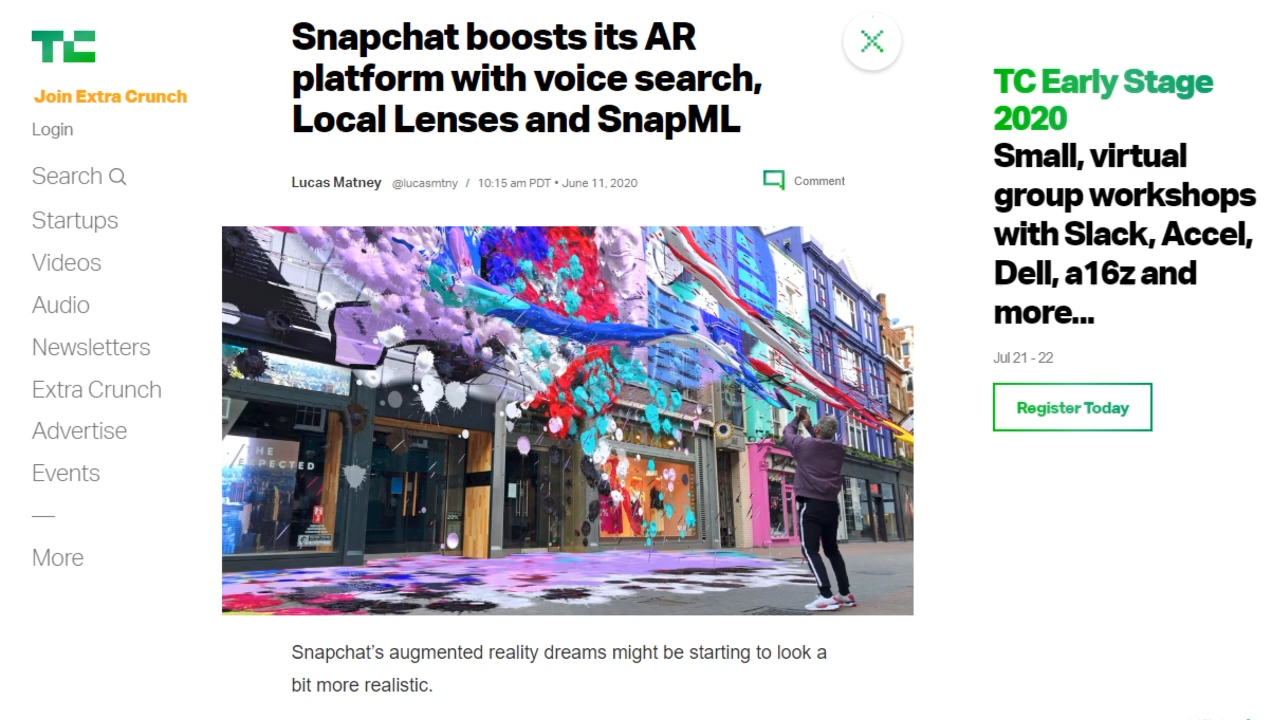 TC
Join Extra Crunch
Login
Search
Startups
Videos
Audio
Newsletters
Extra Crunch
Advertise
Events
—
More
Snapchat boosts its AR
platform with voice search,
Local Lenses and SnapML
Lucas Matney @lucasmtny / 10:15 am PDT • June 11, 2020
Comment
THE
EXPECTED
20%
Snapchat’s augmented reality dreams might be starting to look a
bit more realistic.
TC Early Stage
2020
Small, virtual
group workshops
with Slack, Accel,
Dell, a16z and
more...
Jul 21 - 22
Register Today